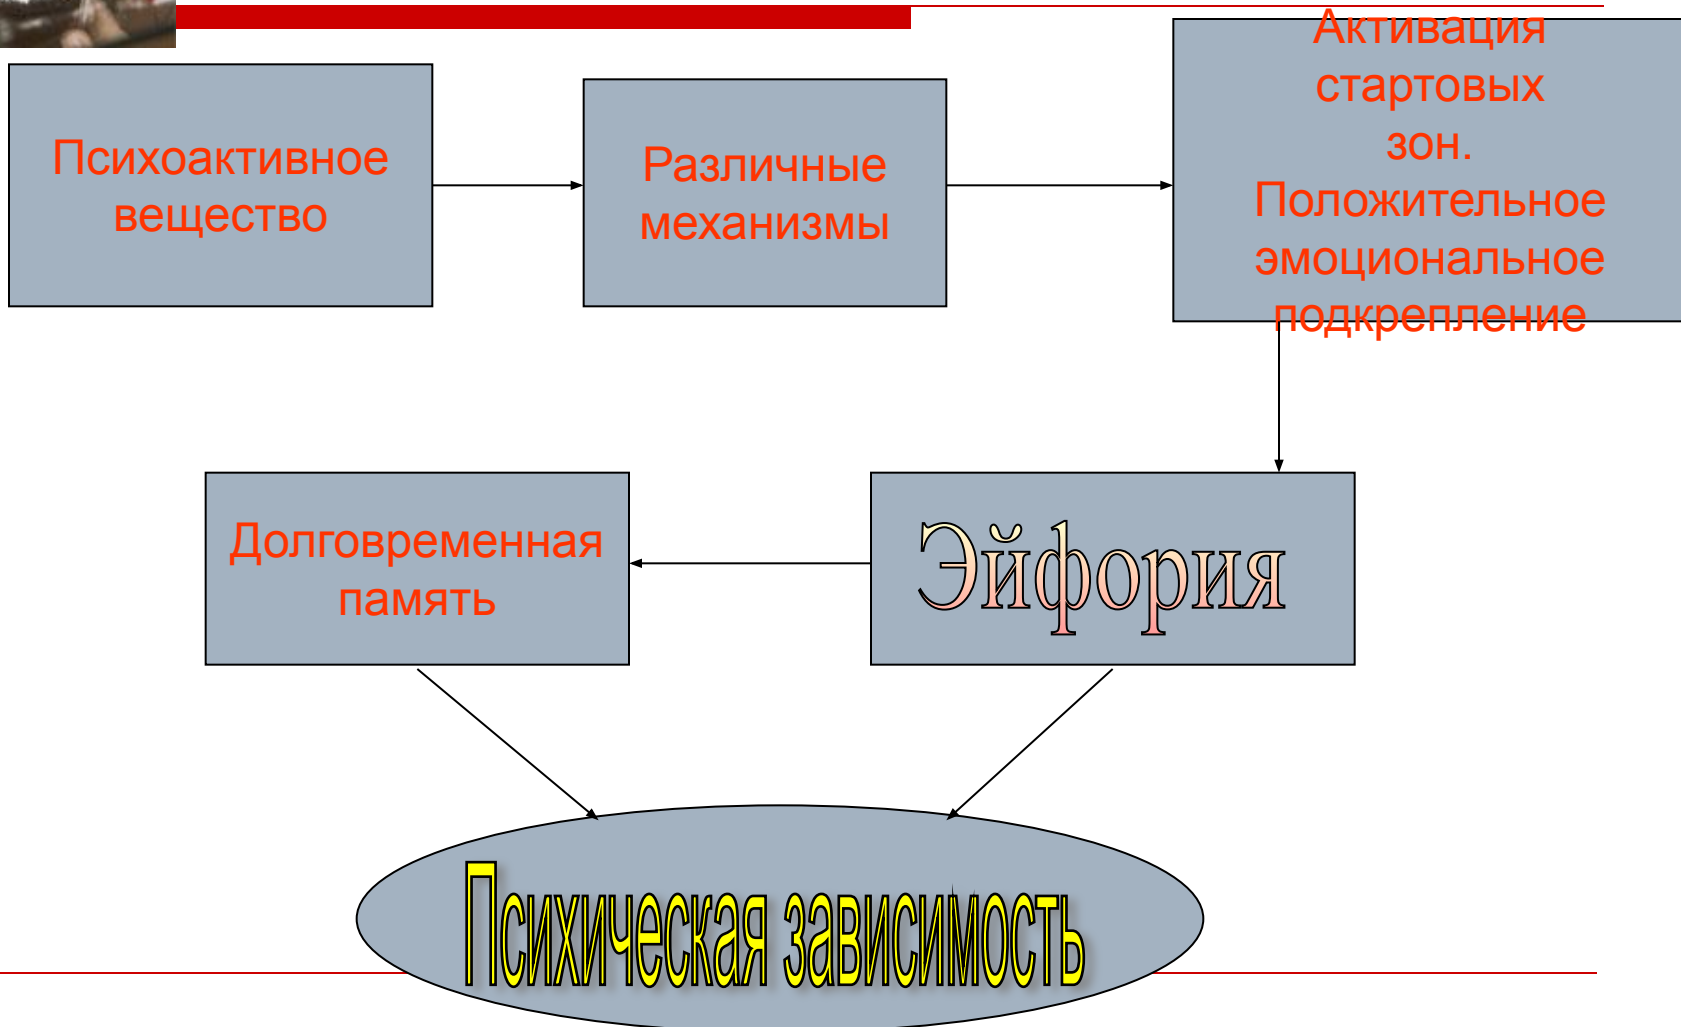 Психоактивное
вещество
Различные
механизмы
Активация
стартовых
зон.
Положительное
эмоциональное
подкрепление
Долговременная
память
Эйфория
Психическая зависимость